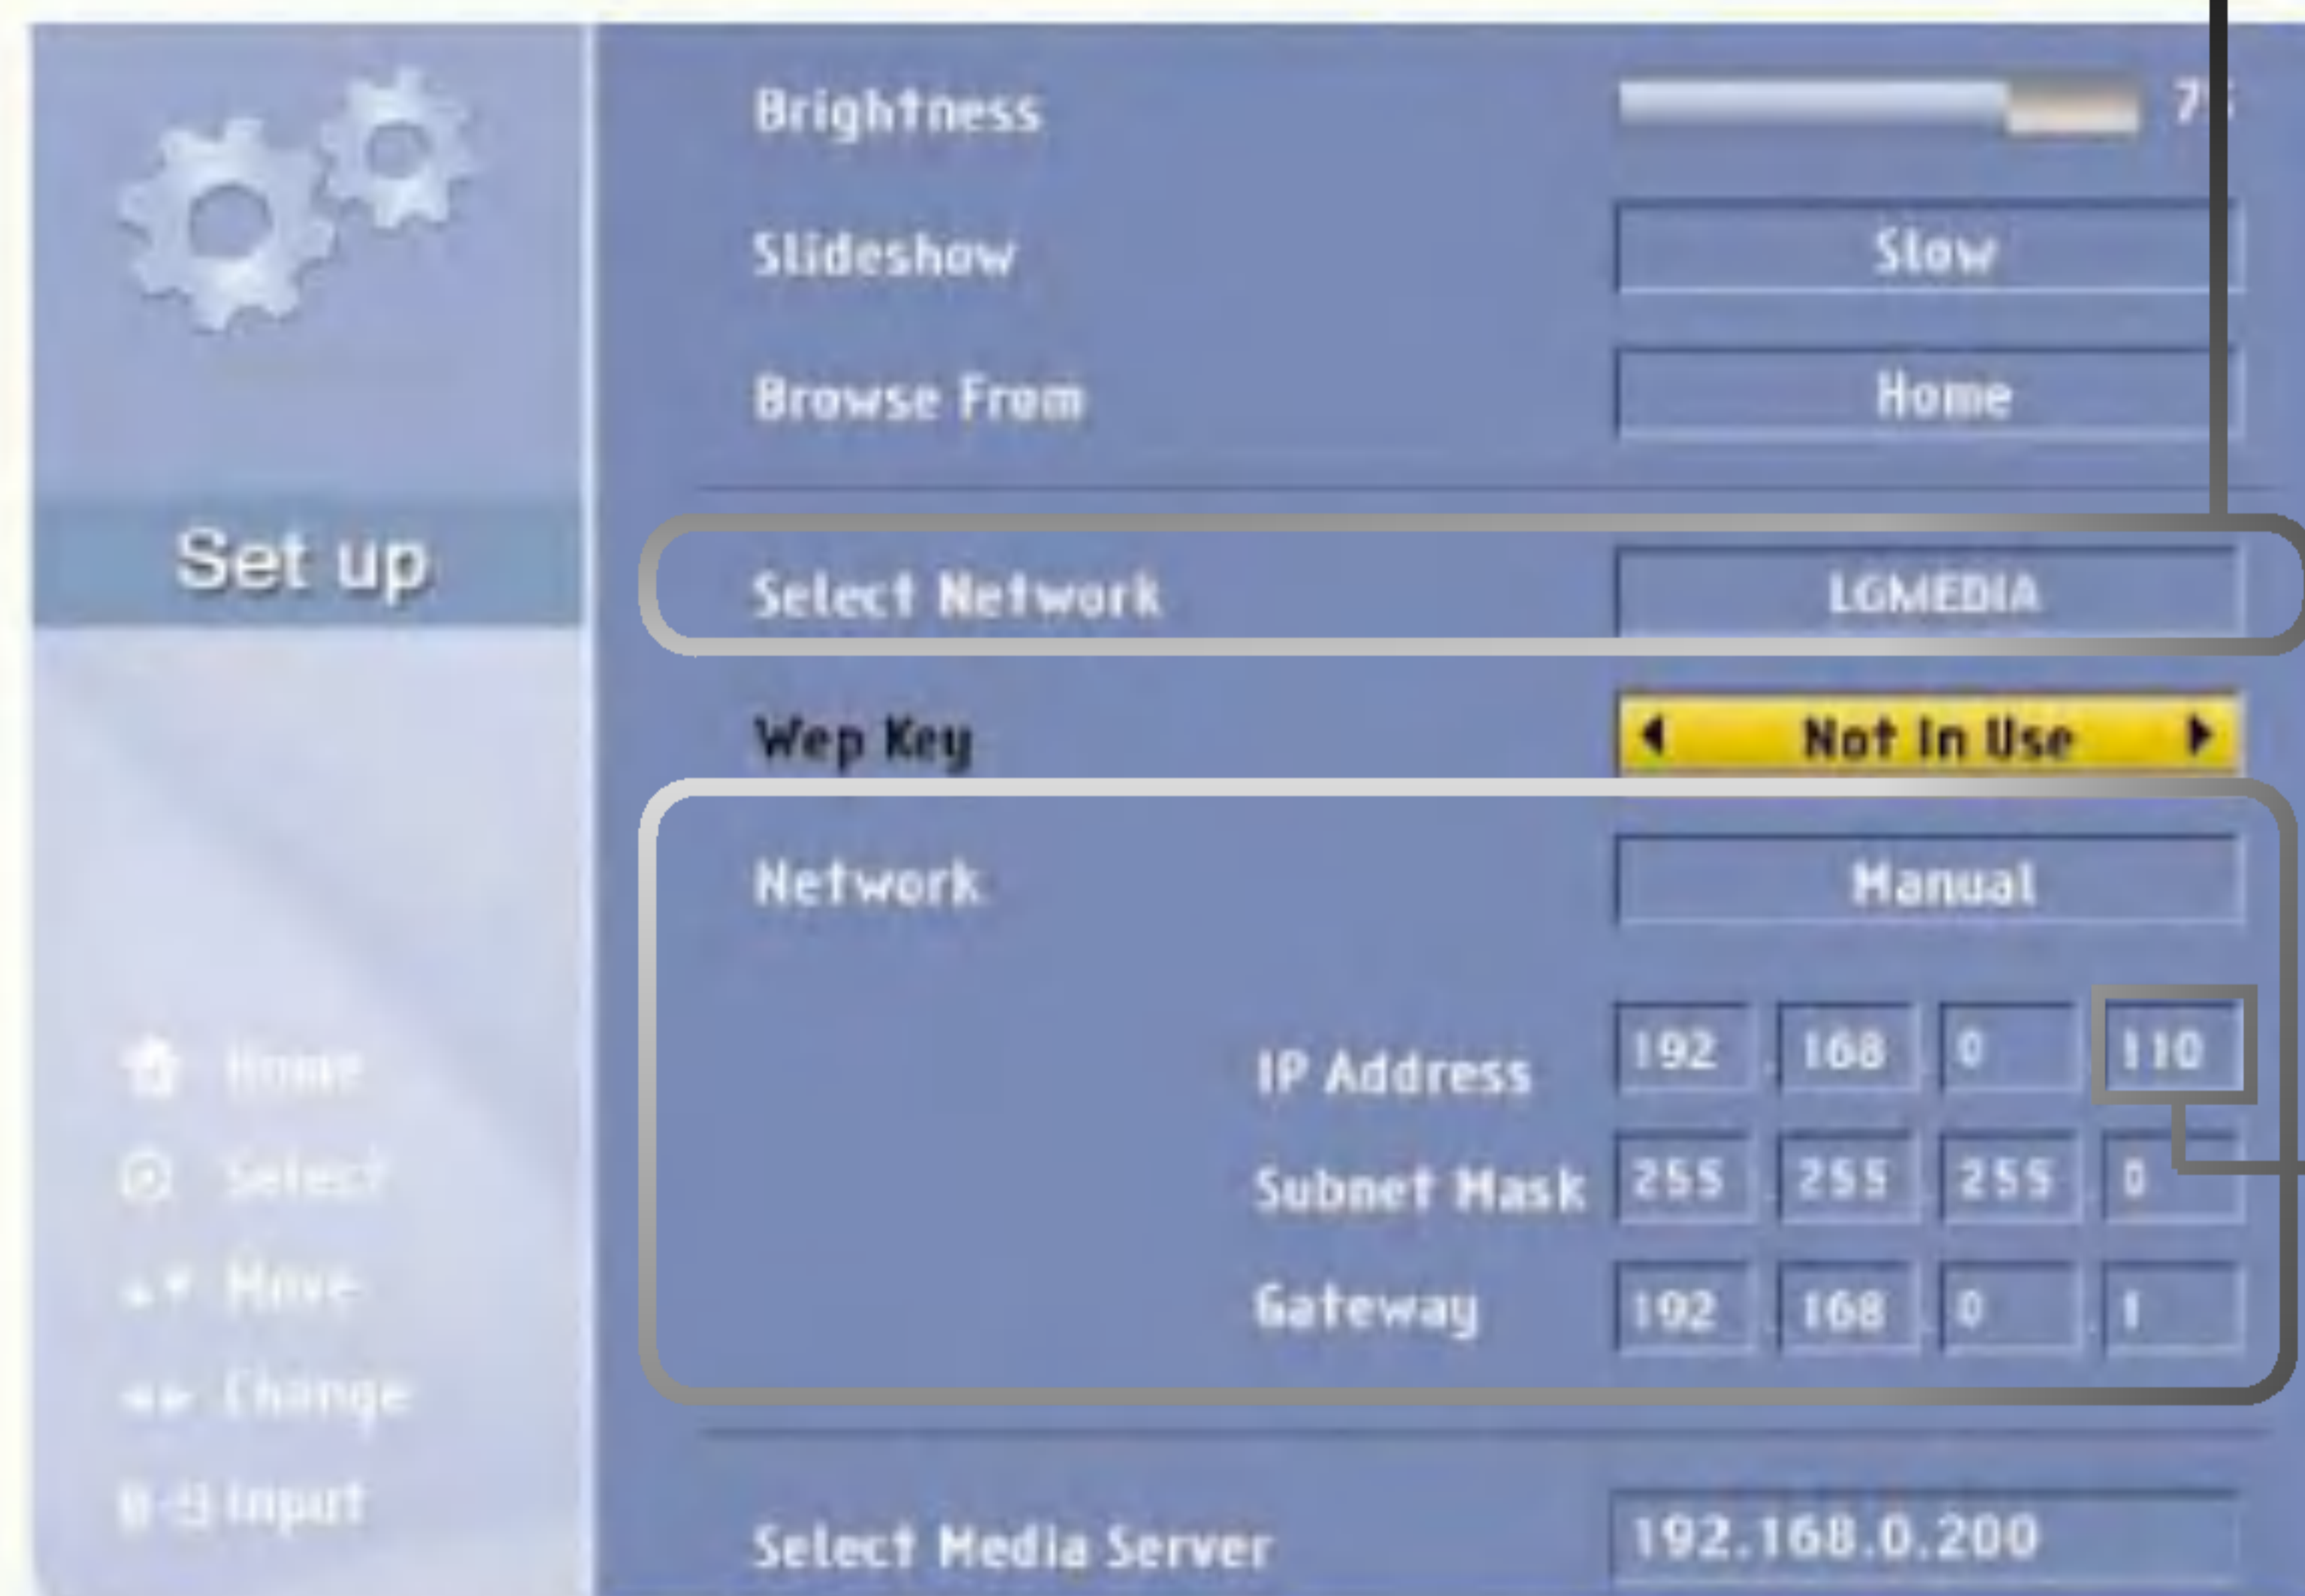 Brightness
Slideshow Slow
Browse From Home
Set up
Select Network LGMEDIA
Wep Key Not In Use
Network Manual
IP Address 192 . 168 . 0 . 110
Subnet Mask 255 . 255 . 255 . 0
Gateway 192 . 168 . 0 . 1
Select Media Server 192.168.0.200
Home
Select
Move
Change
0-9 Input